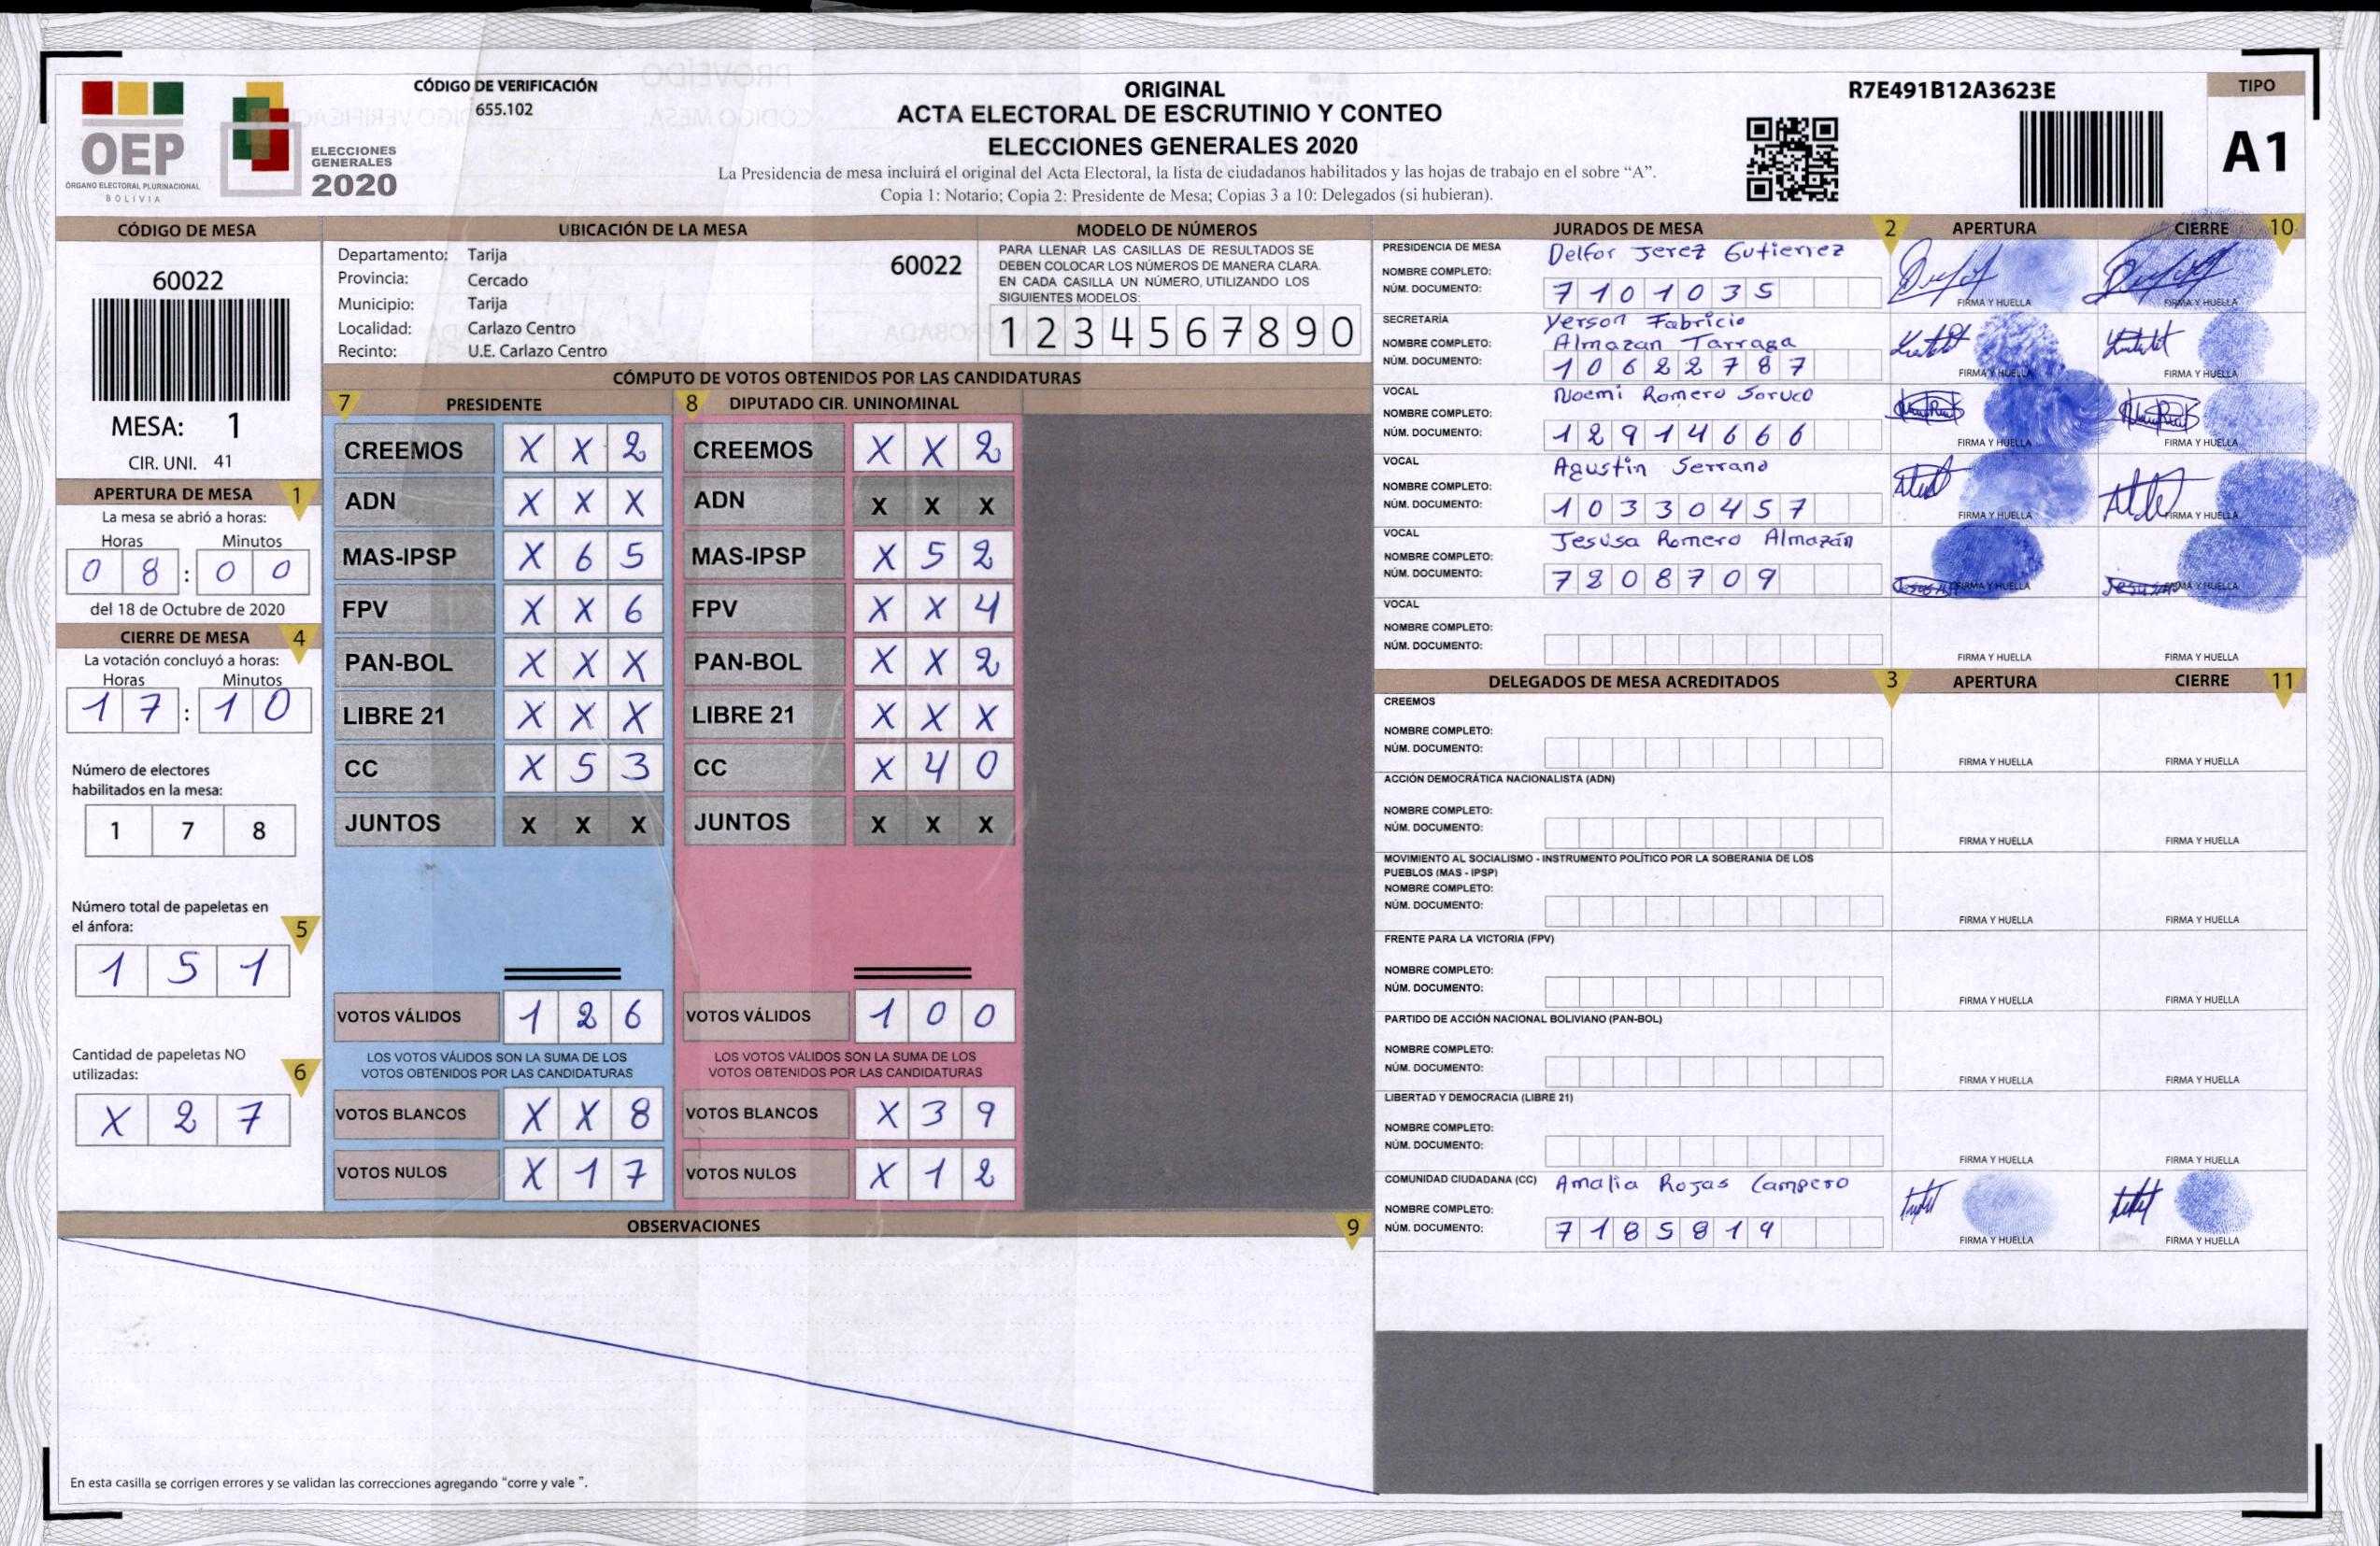 CÓDIGO DE VERIFICACIÓN
655.102
OEP
ÓRGANO ELECTORAL PLURINACIONAL
BOLIVIA
ELECCIONES
GENERALES
2020
ORIGINAL
ACTA ELECTORAL DE ESCRUTINIO Y CONTEO
ELECCIONES GENERALES 2020
La Presidencia de mesa incluirá el original del Acta Electoral, la lista de ciudadanos habilitados y las hojas de trabajo en el sobre “A”.
Copia 1: Notario; Copia 2: Presidente de Mesa; Copias 3 a 10: Delegados (si hubieran).
R7E491B12A3623E
TIPO
A1
CÓDIGO DE MESA
60022
MESA: 1
CIR. UNI. 41
APERTURA DE MESA 1
La mesa se abrió a horas:
Horas Minutos
0 8 : 0 0
del 18 de Octubre de 2020
CIERRE DE MESA 4
La votación concluyó a horas:
Horas Minutos
1 7 : 1 0
Número de electores
habilitados en la mesa:
1 7 8
Número total de papeletas en
el ánfora: 5
1 5 1
Cantidad de papeletas NO
utilizadas: 6
X 2 7
UBICACIÓN DE LA MESA
Departamento: Tarija
Provincia: Cercado
Municipio: Tarija
Localidad: Carlazo Centro
Recinto: U.E. Carlazo Centro
60022
MODELO DE NÚMEROS
PARA LLENAR LAS CASILLAS DE RESULTADOS SE
DEBEN COLOCAR LOS NÚMEROS DE MANERA CLARA.
EN CADA CASILLA UN NÚMERO, UTILIZANDO LOS
SIGUIENTES MODELOS:
1 2 3 4 5 6 7 8 9 0
CÓMPUTO DE VOTOS OBTENIDOS POR LAS CANDIDATURAS
7 PRESIDENTE
CREEMOS X X 2
ADN X X X
MAS-IPSP X 6 5
FPV X X 6
PAN-BOL X X X
LIBRE 21 X X X
CC X 5 3
JUNTOS X X X
VOTOS VÁLIDOS 1 2 6
LOS VOTOS VÁLIDOS SON LA SUMA DE LOS
VOTOS OBTENIDOS POR LAS CANDIDATURAS
VOTOS BLANCOS X X 8
VOTOS NULOS X 1 7
8 DIPUTADO CIR. UNINOMINAL
CREEMOS X X 2
ADN X X X
MAS-IPSP X 5 2
FPV X X 4
PAN-BOL X X 2
LIBRE 21 X X X
CC X 4 0
JUNTOS X X X
VOTOS VÁLIDOS 1 0 0
LOS VOTOS VÁLIDOS SON LA SUMA DE LOS
VOTOS OBTENIDOS POR LAS CANDIDATURAS
VOTOS BLANCOS X 3 9
VOTOS NULOS X 1 2
OBSERVACIONES 9
En esta casilla se corrigen errores y se validan las correcciones agregando “corre y vale ”.
JURADOS DE MESA 2 APERTURA CIERRE 10
PRESIDENCIA DE MESA Delfor Jerez Gutierrez
NOMBRE COMPLETO:
NÚM. DOCUMENTO: 7 1 0 1 0 3 5
FIRMA Y HUELLA FIRMA Y HUELLA
SECRETARIA Yerson Fabricio
NOMBRE COMPLETO: Almazan Tarraga
NÚM. DOCUMENTO: 1 0 6 2 2 7 8 7
FIRMA Y HUELLA FIRMA Y HUELLA
VOCAL Noemi Romero Soruco
NOMBRE COMPLETO:
NÚM. DOCUMENTO: 1 2 9 1 4 6 6 6
FIRMA Y HUELLA FIRMA Y HUELLA
VOCAL Agustin Serrano
NOMBRE COMPLETO:
NÚM. DOCUMENTO: 1 0 3 3 0 4 5 7
FIRMA Y HUELLA FIRMA Y HUELLA
VOCAL Jesusa Romero Almazán
NOMBRE COMPLETO:
NÚM. DOCUMENTO: 7 2 0 8 7 0 9
FIRMA Y HUELLA FIRMA Y HUELLA
VOCAL
NOMBRE COMPLETO:
NÚM. DOCUMENTO:
FIRMA Y HUELLA FIRMA Y HUELLA
DELEGADOS DE MESA ACREDITADOS 3 APERTURA CIERRE 11
CREEMOS
NOMBRE COMPLETO:
NÚM. DOCUMENTO:
FIRMA Y HUELLA FIRMA Y HUELLA
ACCIÓN DEMOCRÁTICA NACIONALISTA (ADN)
NOMBRE COMPLETO:
NÚM. DOCUMENTO:
FIRMA Y HUELLA FIRMA Y HUELLA
MOVIMIENTO AL SOCIALISMO - INSTRUMENTO POLÍTICO POR LA SOBERANIA DE LOS
PUEBLOS (MAS - IPSP)
NOMBRE COMPLETO:
NÚM. DOCUMENTO:
FIRMA Y HUELLA FIRMA Y HUELLA
FRENTE PARA LA VICTORIA (FPV)
NOMBRE COMPLETO:
NÚM. DOCUMENTO:
FIRMA Y HUELLA FIRMA Y HUELLA
PARTIDO DE ACCIÓN NACIONAL BOLIVIANO (PAN-BOL)
NOMBRE COMPLETO:
NÚM. DOCUMENTO:
FIRMA Y HUELLA FIRMA Y HUELLA
LIBERTAD Y DEMOCRACIA (LIBRE 21)
NOMBRE COMPLETO:
NÚM. DOCUMENTO:
FIRMA Y HUELLA FIRMA Y HUELLA
COMUNIDAD CIUDADANA (CC) Amalia Rojas Campero
NOMBRE COMPLETO:
NÚM. DOCUMENTO: 7 1 8 5 8 1 9
FIRMA Y HUELLA FIRMA Y HUELLA